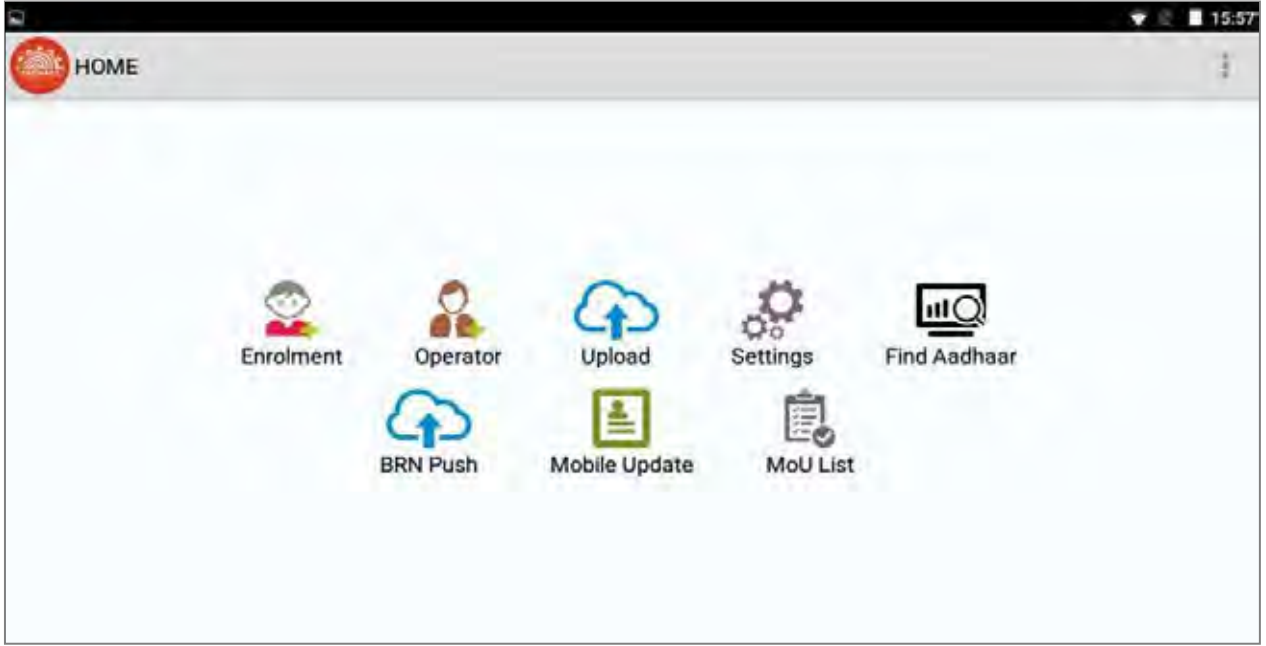 15:57
HOME
Enrolment Operator Upload Settings Find Aadhaar
BRN Push Mobile Update MoU List